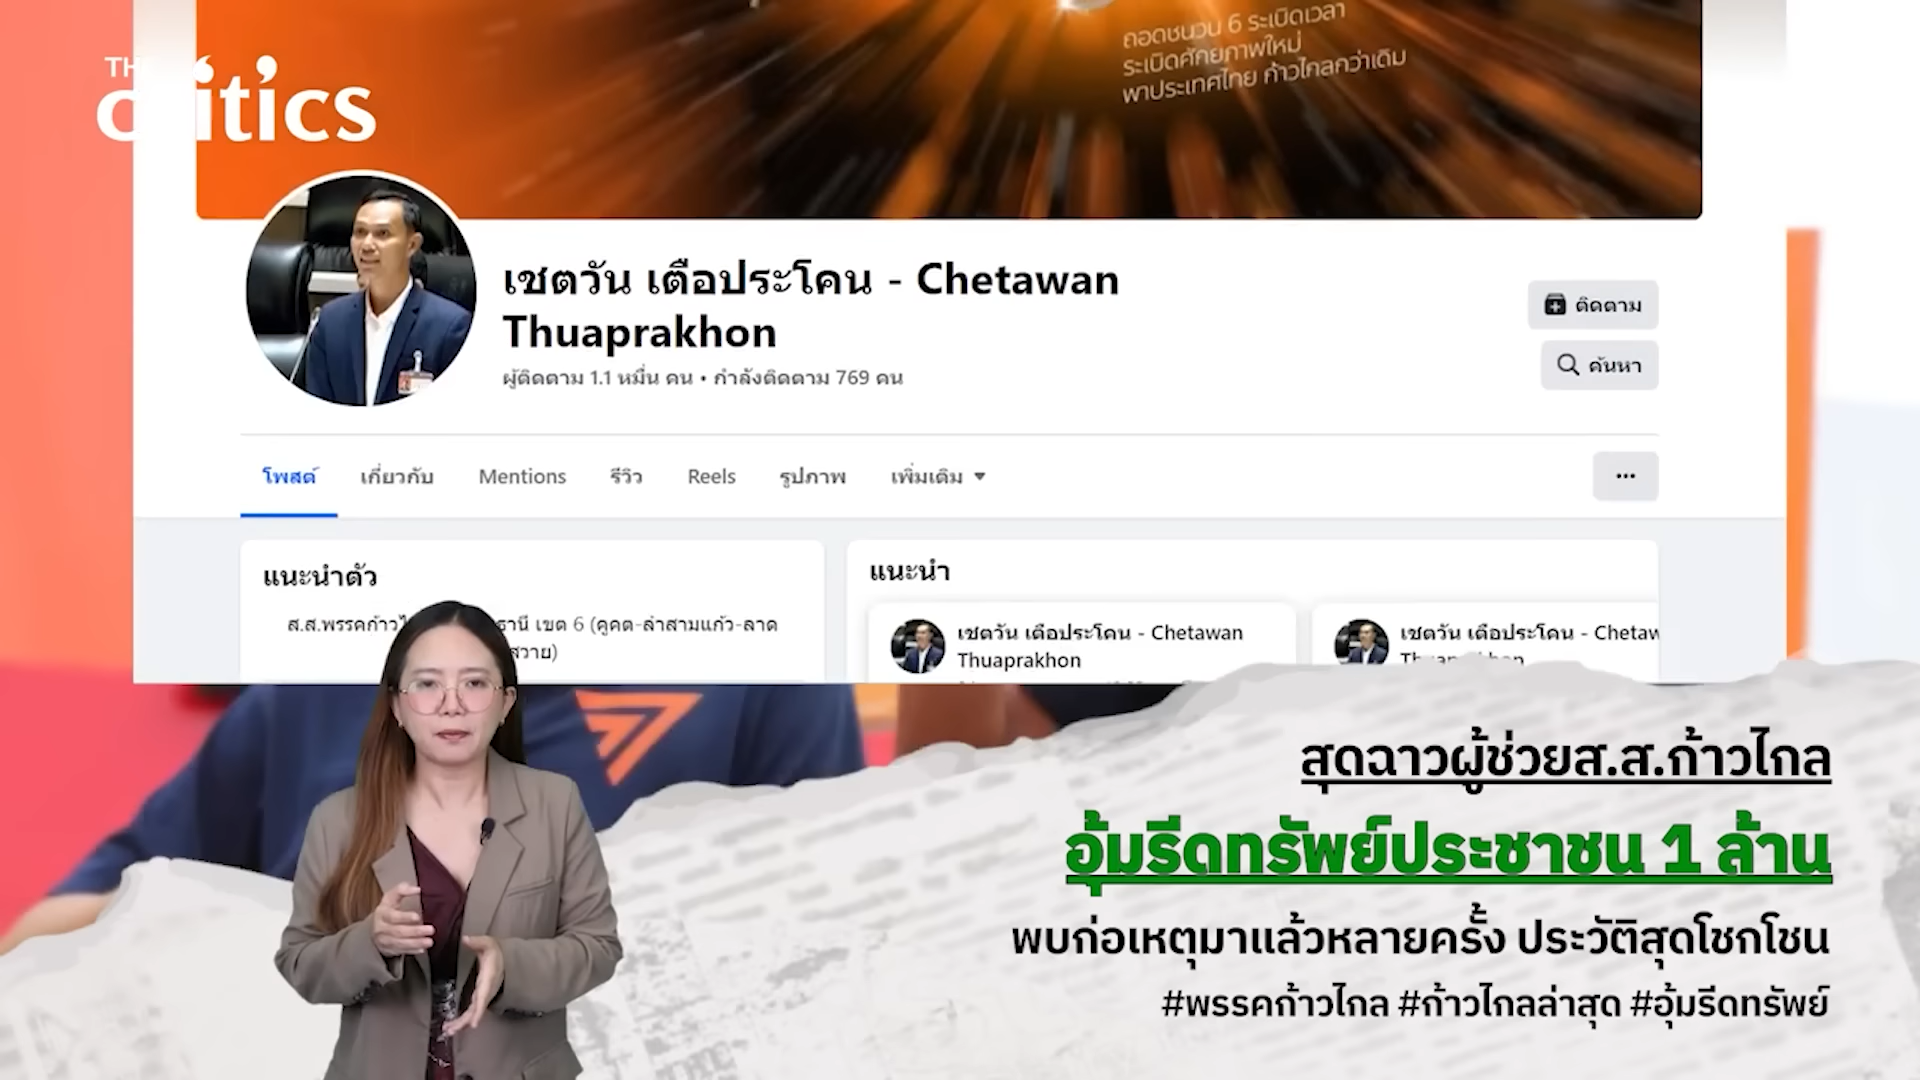 THE
critics
ถอดชนวน 6 ระเบิดเวลา
ระเบิดศักยภาพใหม่
พาประเทศไทย ก้าวไกลกว่าเดิม
เชตวัน เตือประโคน - Chetawan
Thuaprakhon
ผู้ติดตาม 1.1 หมื่น คน • กำลังติดตาม 769 คน
ติดตาม
ค้นหา
โพสต์ เกี่ยวกับ Mentions รีวิว Reels รูปภาพ เพิ่มเติม
แนะนำตัว
ส.ส.พรรคก้าวไ ธานี เขต 6 (คูคต-ลำสามแก้ว-ลาด
สวาย)
แนะนำ
เชตวัน เตือประโคน - Chetawan
Thuaprakhon
เชตวัน เตือประโคน - Chetaw
สุดฉาวผู้ช่วยส.ส.ก้าวไกล
อุ้มรีดทรัพย์ประชาชน 1 ล้าน
พบก่อเหตุมาแล้วหลายครั้ง ประวัติสุดโชกโชน
#พรรคก้าวไกล #ก้าวไกลล่าสุด #อุ้มรีดทรัพย์